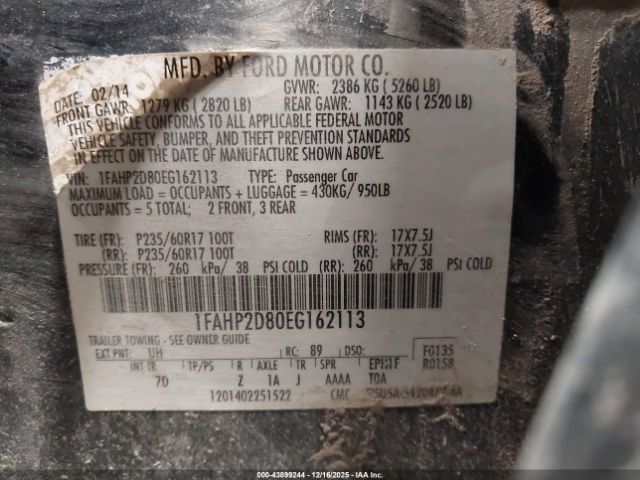 MFD. BY FORD MOTOR CO.
DATE: 02/14 GVWR: 2386 KG ( 5260 LB)
FRONT GAWR: 1279 KG ( 2820 LB) REAR GAWR: 1143 KG ( 2520 LB)
THIS VEHICLE CONFORMS TO ALL APPLICABLE FEDERAL MOTOR
VEHICLE SAFETY, BUMPER, AND THEFT PREVENTION STANDARDS
IN EFFECT ON THE DATE OF MANUFACTURE SHOWN ABOVE.
VIN: 1FAHP2D80EG162113 TYPE: Passenger Car
MAXIMUM LOAD = OCCUPANTS + LUGGAGE = 430KG/ 950LB
OCCUPANTS = 5 TOTAL; 2 FRONT, 3 REAR
TIRE (FR): P235/60R17 100T RIMS (FR): 17X7.5J
(RR): P235/60R17 100T (RR): 17X7.5J
PRESSURE (FR): 260 kPa/ 38 PSI COLD (RR): 260 kPa/ 38 PSI COLD
1FAHP2D80EG162113
TRAILER TOWING - SEE OWNER GUIDE
EXT PNT: UH RC: 89 DSO: F0135
INT TR TP/PS R AXLE TR SPR R0158
7D Z 1A J AAAA TOA
1201402251522 CMC
Stock No: 43899244 - 12/16/2025 - IAAI.com